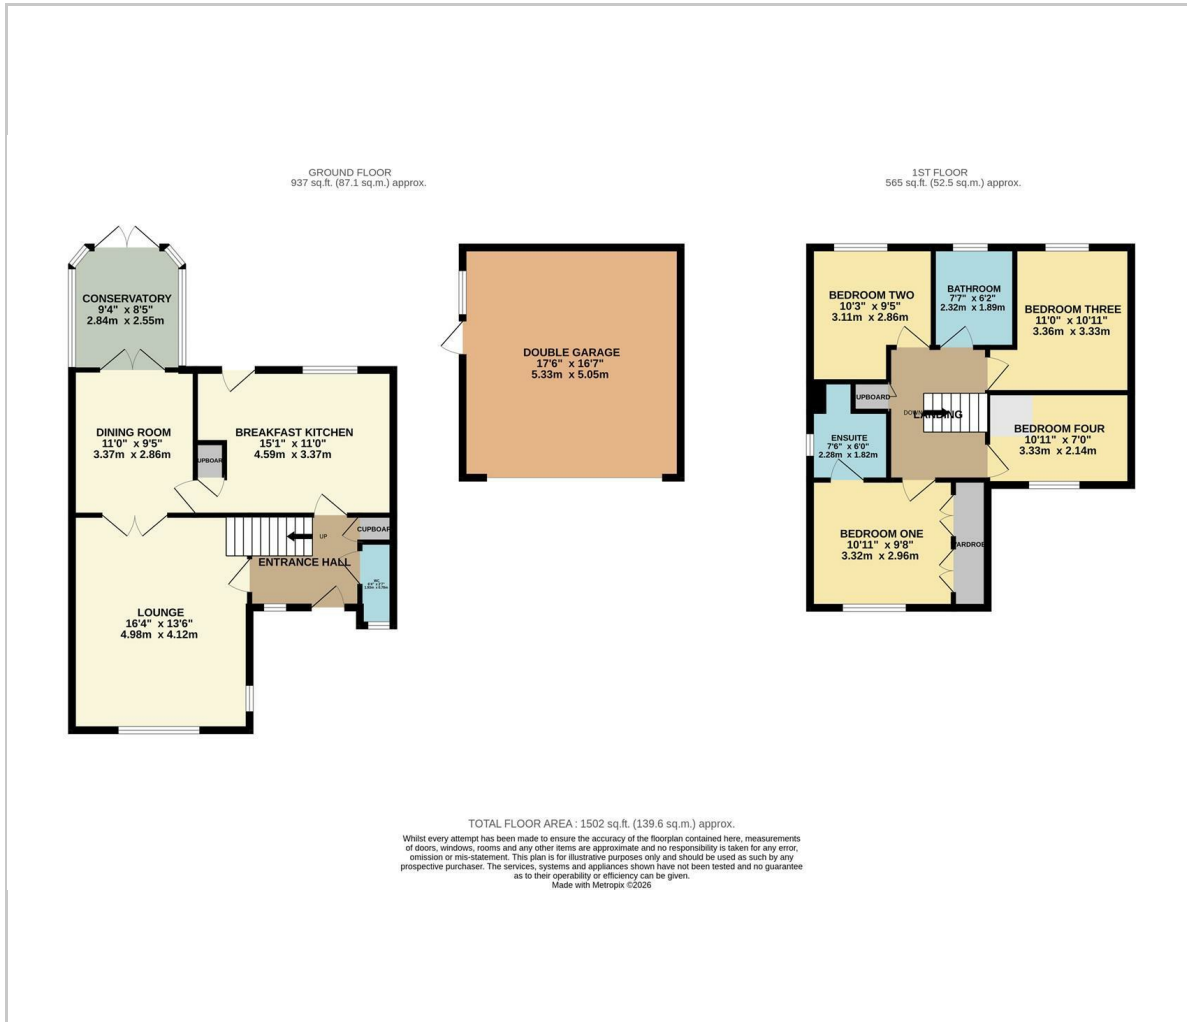 GROUND FLOOR
937 sq.ft. (87.1 sq.m.) approx.
1ST FLOOR
565 sq.ft. (52.5 sq.m.) approx.
CONSERVATORY
9'4" x 8'5"
2.84m x 2.55m
DINING ROOM
11'0" x 9'5"
3.37m x 2.86m
BREAKFAST KITCHEN
15'1" x 11'0"
4.59m x 3.37m
UPBOAR
CUPBOAR
UP
ENTRANCE HALL
LOUNGE
16'4" x 13'6"
4.98m x 4.12m
DOUBLE GARAGE
17'6" x 16'7"
5.33m x 5.05m
BEDROOM TWO
10'3" x 9'5"
3.11m x 2.86m
BATHROOM
7'7" x 6'2"
2.32m x 1.89m
BEDROOM THREE
11'0" x 10'11"
3.36m x 3.33m
UPBOARD
DOWN
LANDING
ENSUITE
7'6" x 6'0"
2.28m x 1.82m
BEDROOM FOUR
10'11" x 7'0"
3.33m x 2.14m
BEDROOM ONE
10'11" x 9'8"
3.32m x 2.96m
ARDROB
TOTAL FLOOR AREA : 1502 sq.ft. (139.6 sq.m.) approx.
Whilst every attempt has been made to ensure the accuracy of the floorplan contained here, measurements
of doors, windows, rooms and any other items are approximate and no responsibility is taken for any error,
omission or mis-statement. This plan is for illustrative purposes only and should be used as such by any
prospective purchaser. The services, systems and appliances shown have not been tested and no guarantee
as to their operability or efficiency can be given.
Made with Metropix ©2026